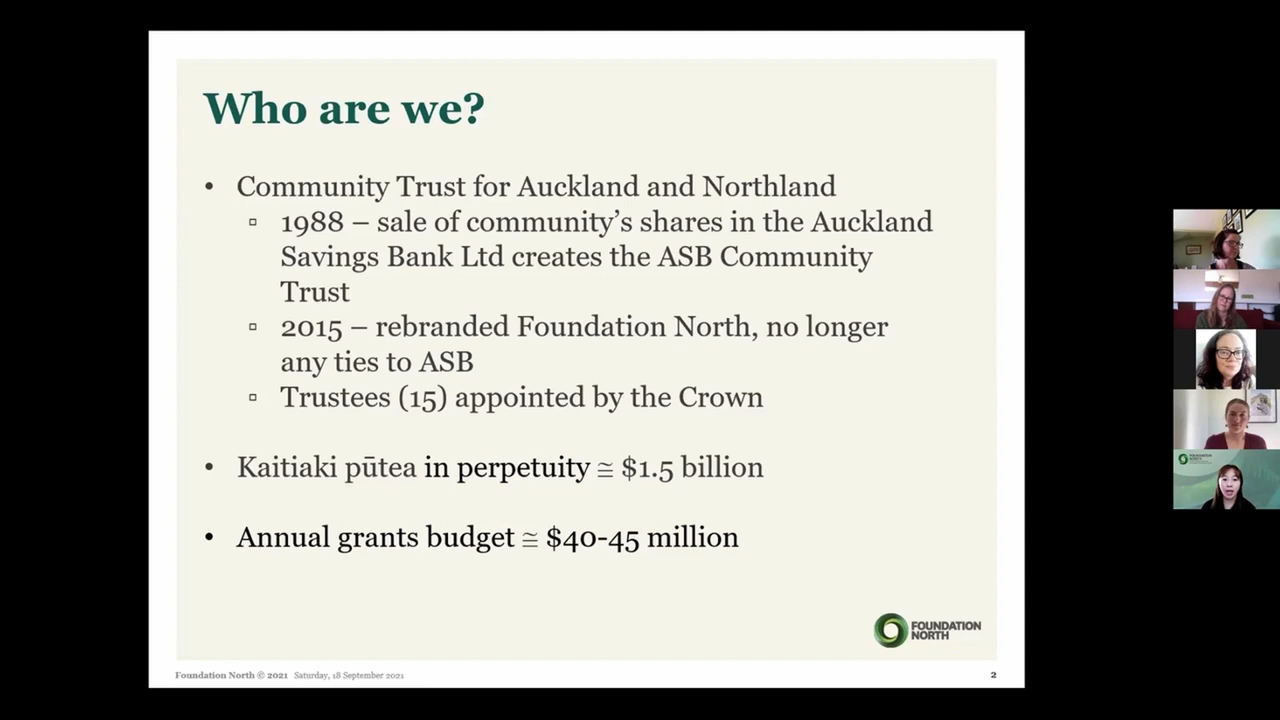 Who are we?
• Community Trust for Auckland and Northland
▫ 1988 – sale of community’s shares in the Auckland
Savings Bank Ltd creates the ASB Community
Trust
▫ 2015 – rebranded Foundation North, no longer
any ties to ASB
▫ Trustees (15) appointed by the Crown
• Kaitiaki pūtea in perpetuity ≅ $1.5 billion
• Annual grants budget ≅ $40-45 million
FOUNDATION
NORTH
Foundation North © 2021 Saturday, 18 September 2021
2
FOUNDATION
NORTH